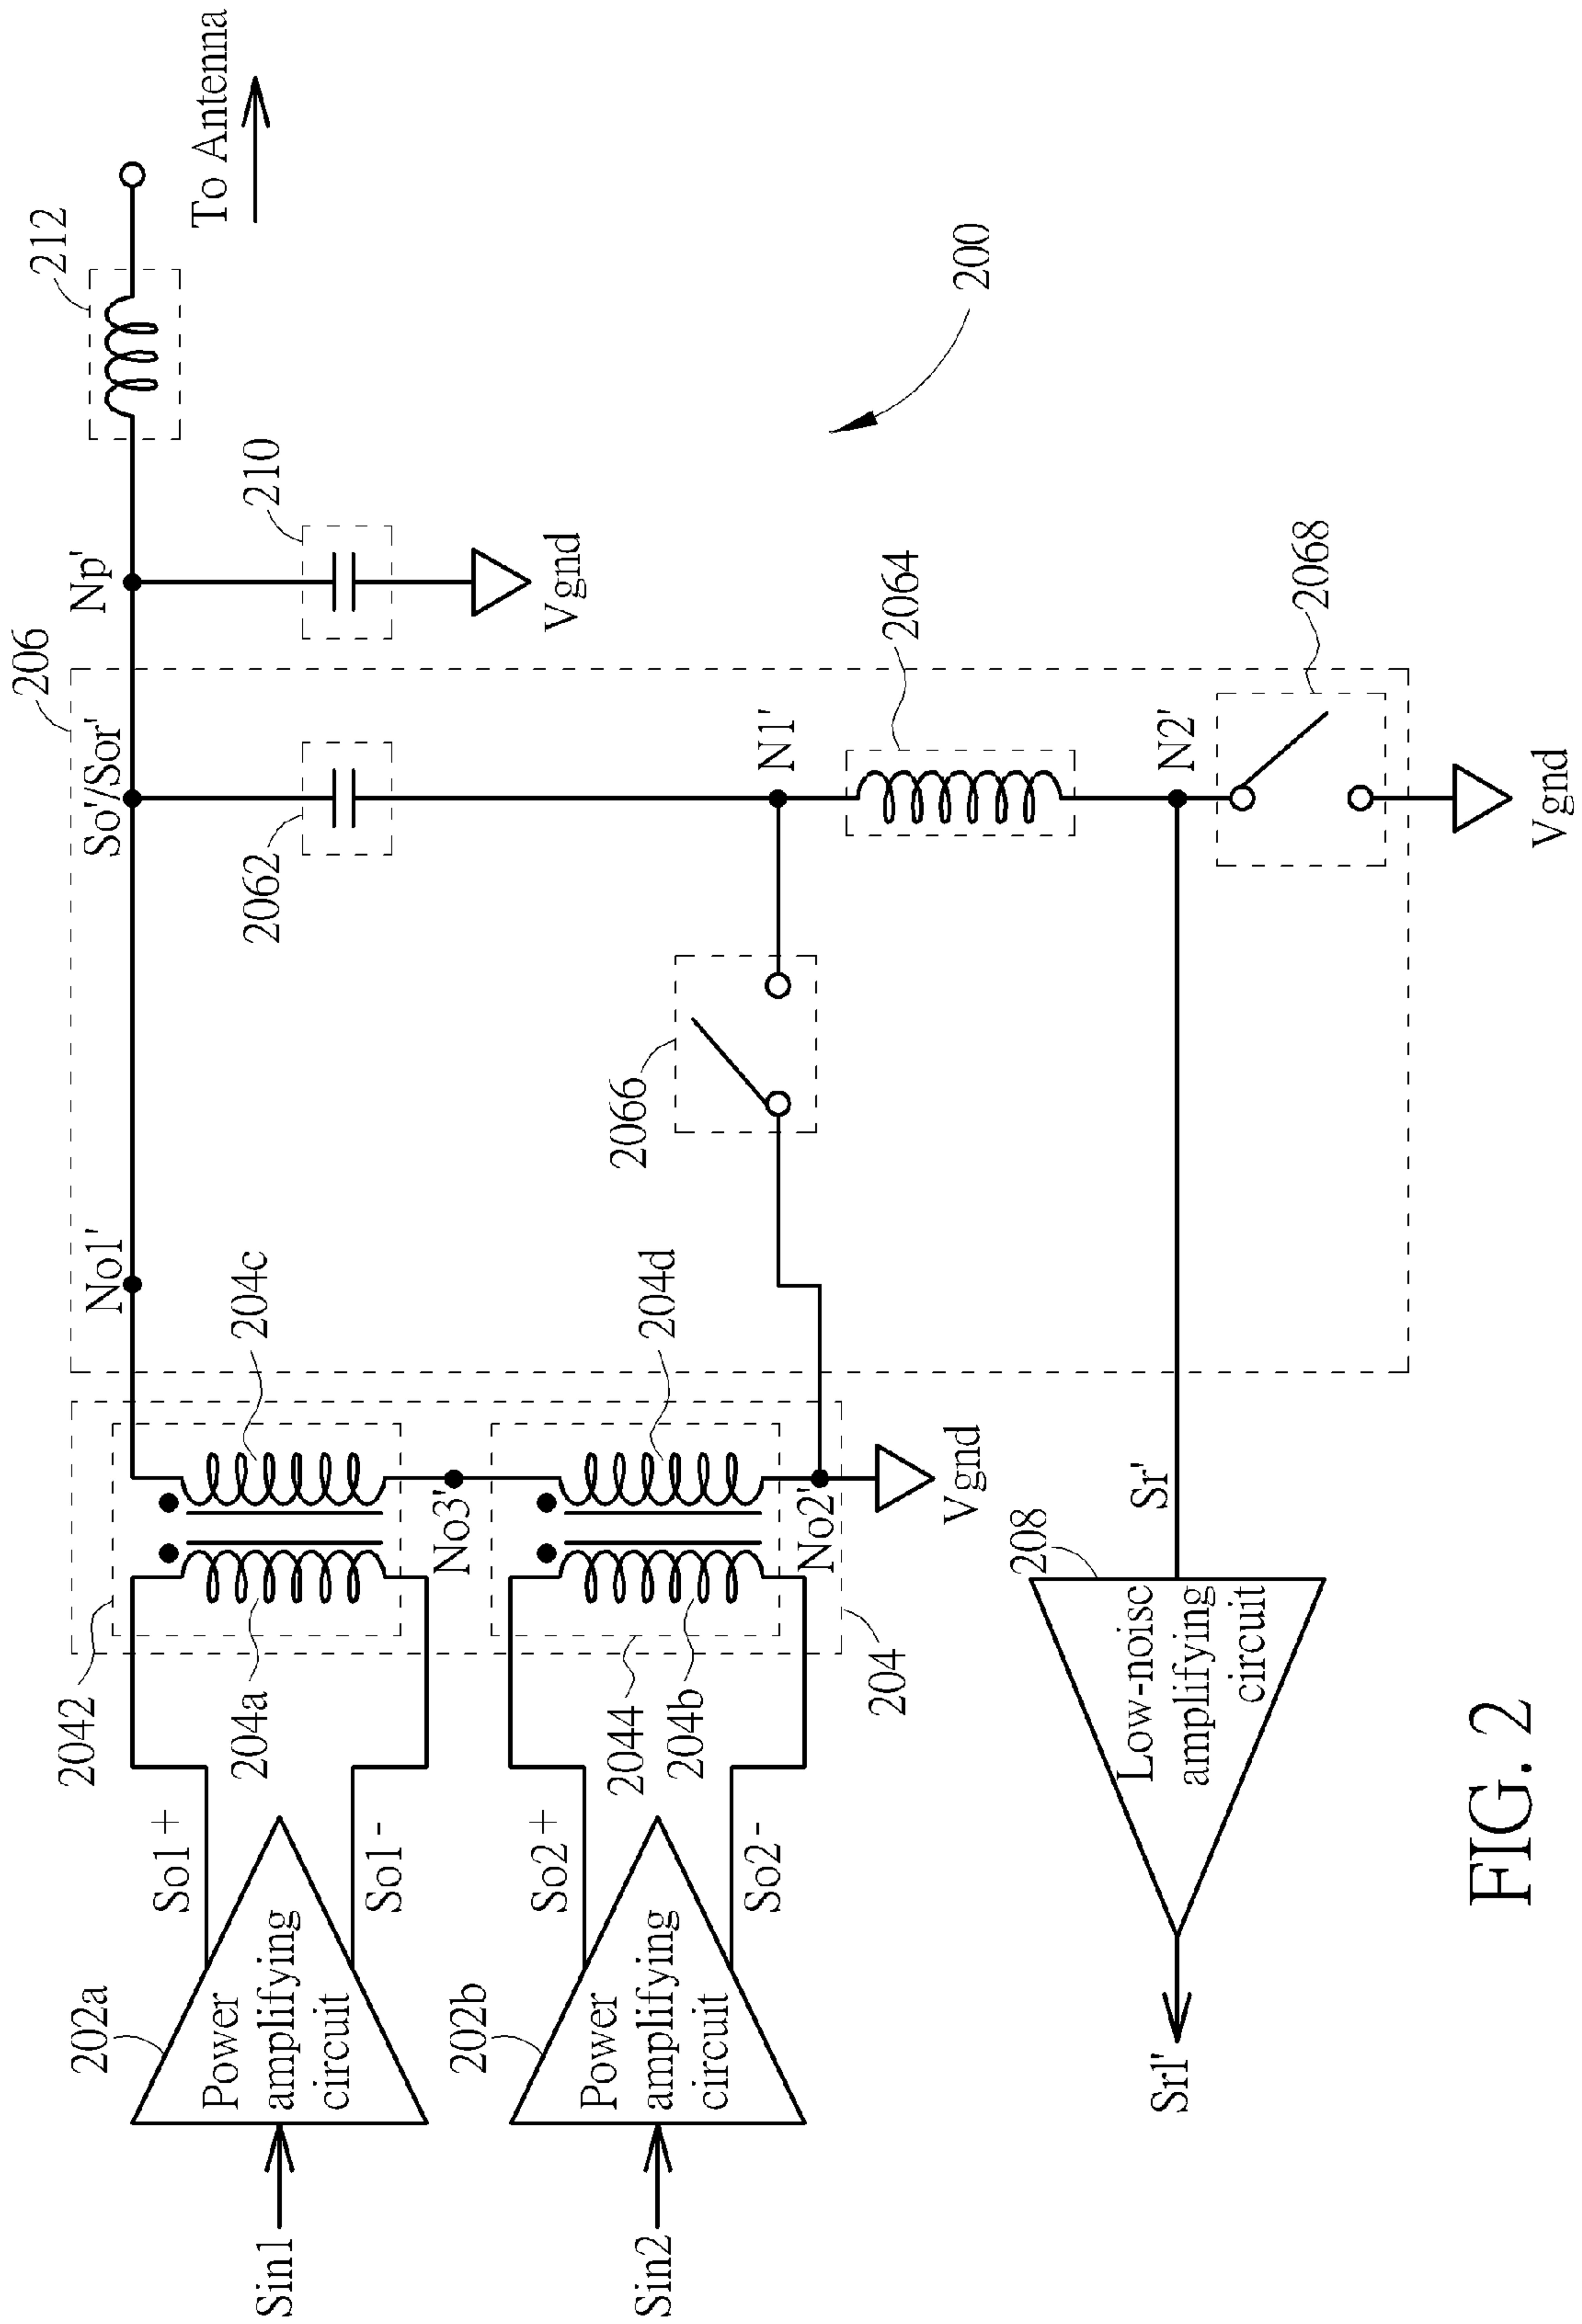 206
So'/Sor'
Np'
212
No1'
To Antenna
2042
204c
2062
210
So1+
204a
200
Sin1
202a
Power
amplifying
circuit
So1-
No3'
Vgnd
So2+
2044
204d
2066
204b
N1'
2064
Sin2
202b
Power
amplifying
circuit
So2-
No2'
204
Vgnd
208
Sr'
N2'
2068
Low-noise
amplifying
circuit
Srl'
Vgnd
FIG. 2